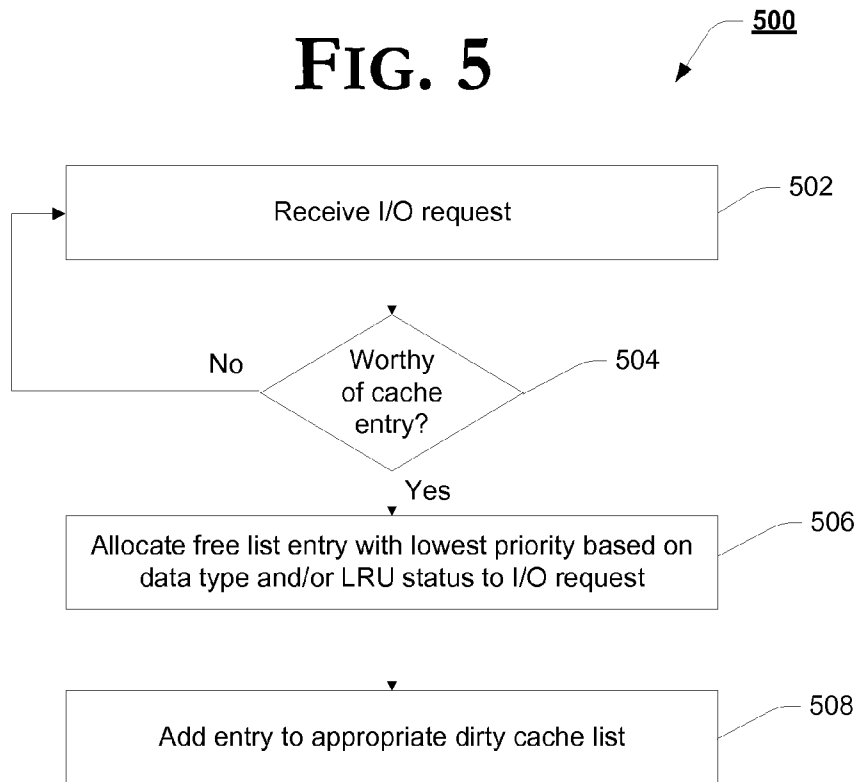 FIG. 5
500
Receive I/O request
502
No
Worthy
of cache
entry?
504
Yes
Allocate free list entry with lowest priority based on
data type and/or LRU status to I/O request
506
Add entry to appropriate dirty cache list
508